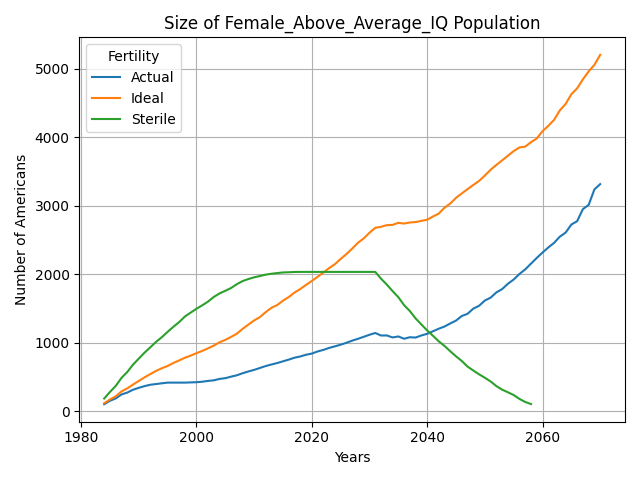 Size of Female_Above_Average_IQ Population
Fertility
Actual
Ideal
Sterile
Number of Americans
5000
4000
3000
2000
1000
0
1980
2000
2020
2040
2060
Years